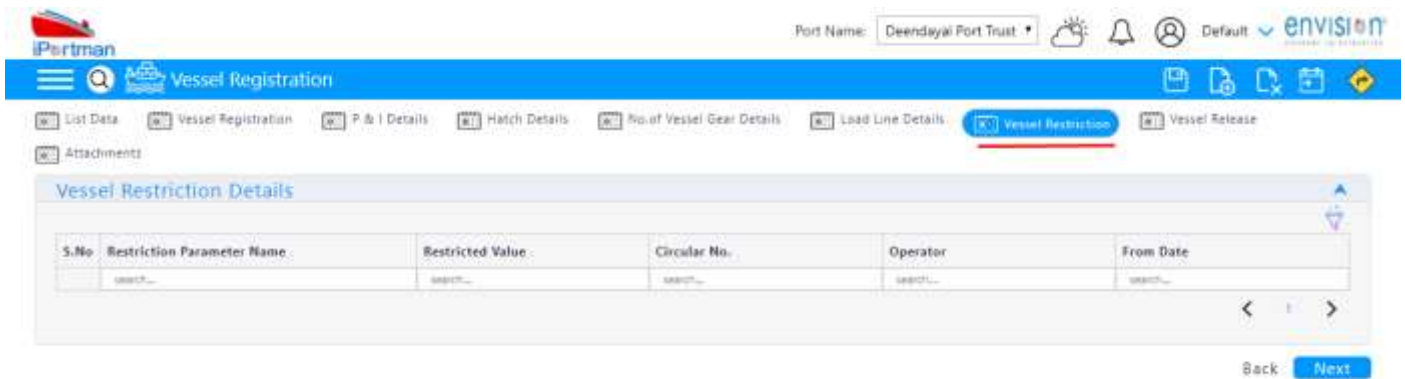 iPortman
Port Name: Deendayal Port Trust Default envision
Vessel Registration
List Data Vessel Registration P & I Details Hatch Details No.of Vessel Gear Details Load Line Details Vessel Restriction Vessel Release
Attachments
Vessel Restriction Details
S.No Restriction Parameter Name Restricted Value Circular No. Operator From Date
search... search... search... search... search...
1
Back Next